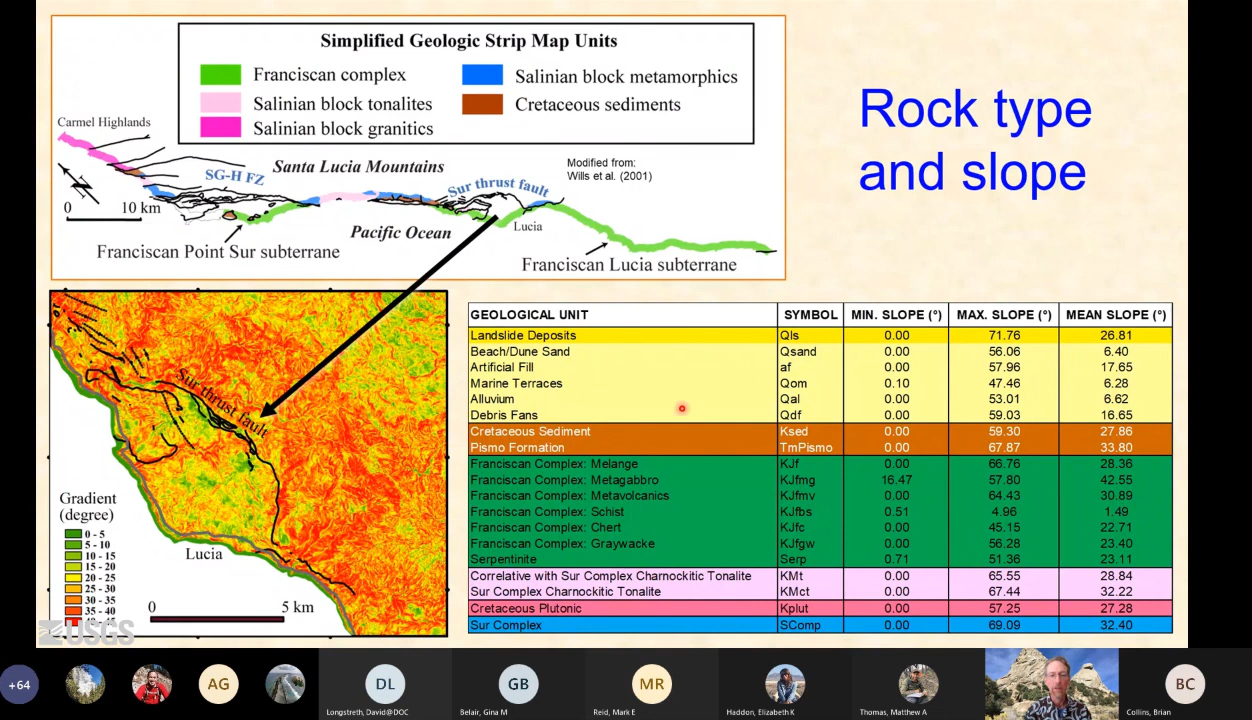 Simplified Geologic Strip Map Units
Franciscan complex
Salinian block metamorphics
Salinian block tonalites
Cretaceous sediments
Salinian block granitics
Rock type
and slope
Carmel Highlands
SG-H FZ
Santa Lucia Mountains
Modified from:
Wills et al. (2001)
Sur thrust fault
N
0 10 km
Pacific Ocean
Lucia
Franciscan Point Sur subterrane
Franciscan Lucia subterrane
Sur thrust fault
Gradient
(degree)
0 - 5
5 - 10
10 - 15
15 - 20
20 - 25
25 - 30
30 - 35
35 - 40
Lucia
0 5 km
USGS
GEOLOGICAL UNIT SYMBOL MIN. SLOPE (°) MAX. SLOPE (°) MEAN SLOPE (°)
Landslide Deposits Qls 0.00 71.76 26.81
Beach/Dune Sand Qsand 0.00 56.06 6.40
Artificial Fill af 0.00 57.96 17.65
Marine Terraces Qom 0.10 47.46 6.28
Alluvium Qal 0.00 53.01 6.62
Debris Fans Qdf 0.00 59.03 16.65
Cretaceous Sediment Ksed 0.00 59.30 27.86
Pismo Formation TmPismo 0.00 67.87 33.80
Franciscan Complex: Melange KJf 0.00 66.76 28.36
Franciscan Complex: Metagabbro KJfmg 16.47 57.80 42.55
Franciscan Complex: Metavolcanics KJfmv 0.00 64.43 30.89
Franciscan Complex: Schist KJfbs 0.51 4.96 1.49
Franciscan Complex: Chert KJfc 0.00 45.15 22.71
Franciscan Complex: Graywacke KJfgw 0.00 56.28 23.40
Serpentinite Serp 0.71 51.36 23.11
Correlative with Sur Complex Charnockitic Tonalite KMt 0.00 65.55 28.84
Sur Complex Charnockitic Tonalite KMct 0.00 67.44 32.22
Cretaceous Plutonic Kplut 0.00 57.25 27.28
Sur Complex SComp 0.00 69.09 32.40
+64
AG
DL
GB
MR
BC
Longstreth, David@DOC
Belair, Gina M
Reid, Mark E
Haddon, Elizabeth K
Thomas, Matthew A
Collins, Brian